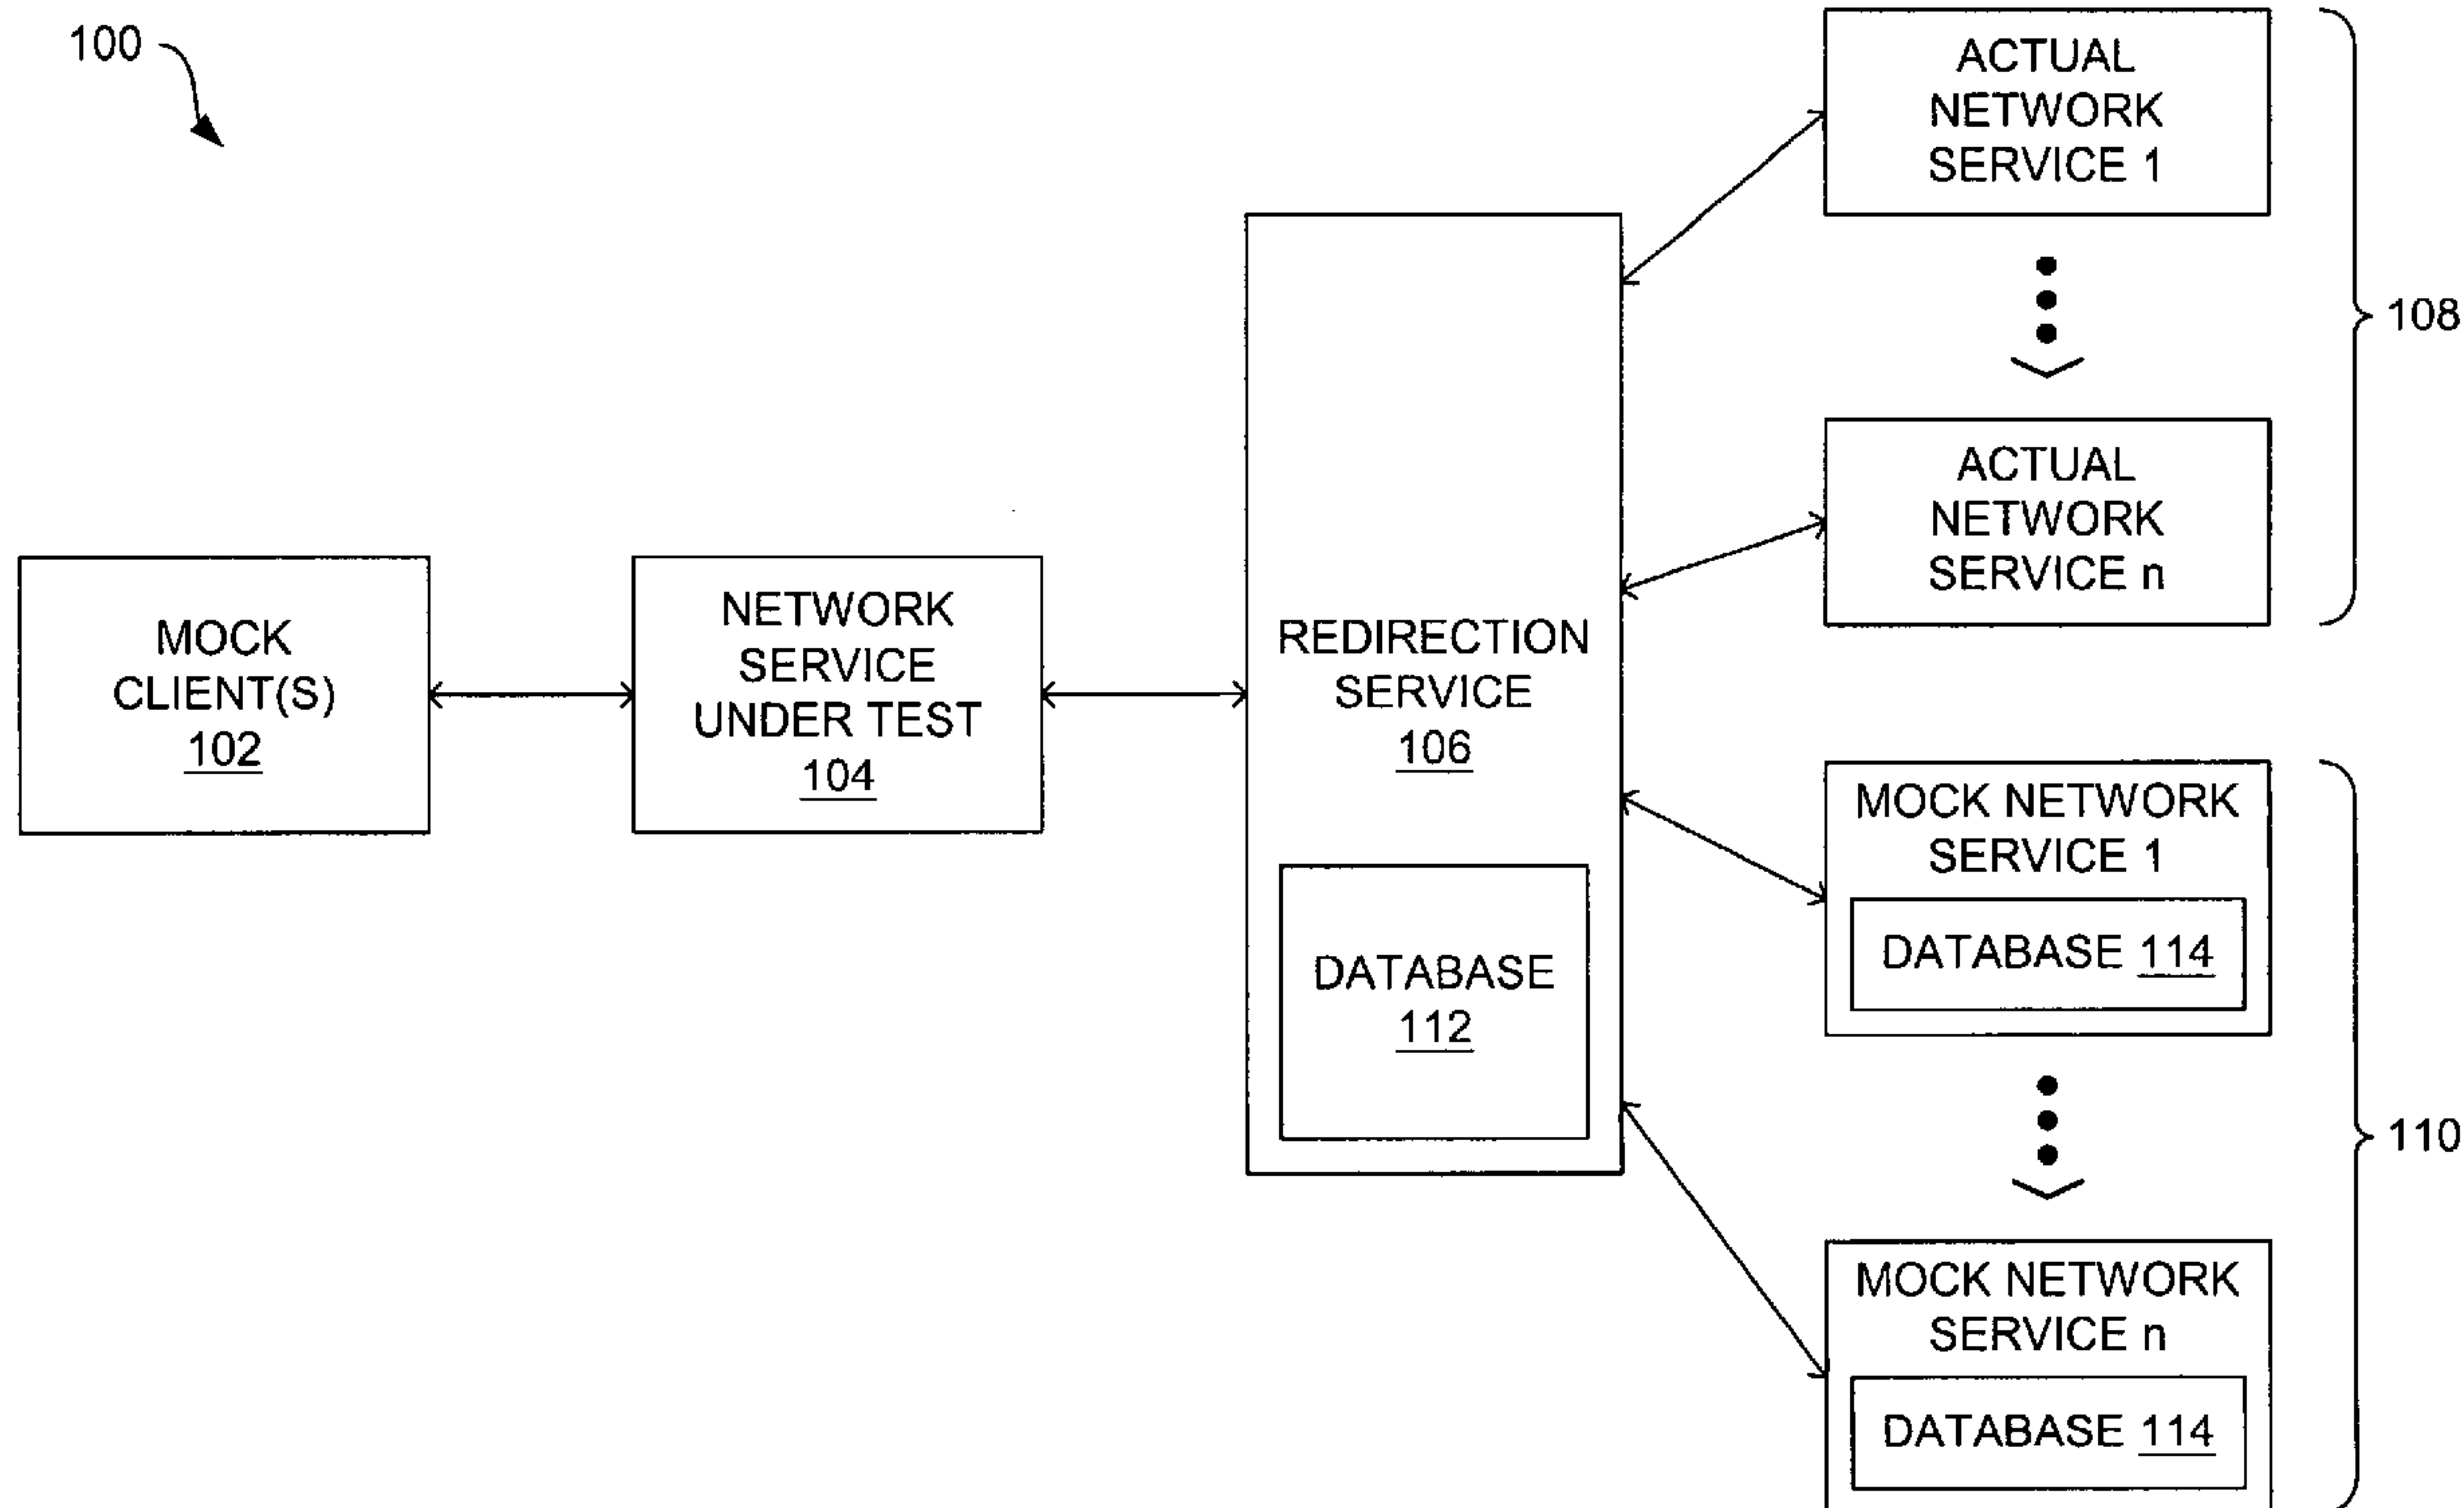 100
MOCK
CLIENT(S)
102
NETWORK
SERVICE
UNDER TEST
104
REDIRECTION
SERVICE
106
DATABASE
112
ACTUAL
NETWORK
SERVICE 1
ACTUAL
NETWORK
SERVICE n
108
MOCK NETWORK
SERVICE 1
DATABASE 114
MOCK NETWORK
SERVICE n
DATABASE 114
110